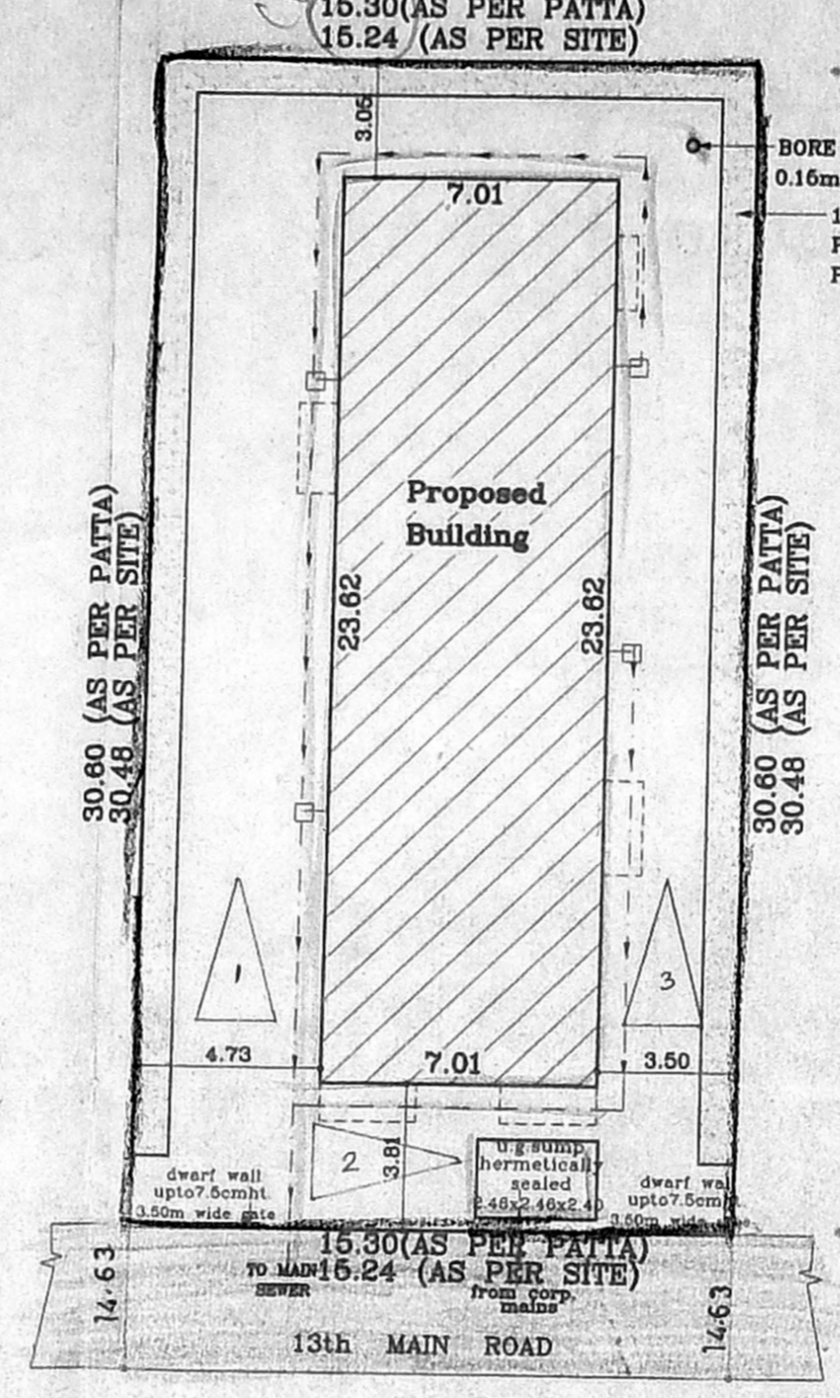 15.30(AS PER PATTA)
15.24 (AS PER SITE)
3.05
BORE
0.15m
7.01
1
F
F
Proposed
Building
23.62
23.62
30.60 (AS PER PATTA)
30.48 (AS PER SITE)
30.60 (AS PER PATTA)
30.48 (AS PER SITE)
1
3
4.73
7.01
3.50
2
3.81
u.g.sump
hermetically
sealed
2.46x2.46x2.40
dwarf wall
upto7.5cmht.
3.50m wide gate
dwarf wa
upto7.5cm
3.50m wide
15.30(AS PER PATTA)
15.24 (AS PER SITE)
TO MAIN
SEWER
from corp.
mains
14.63
14.63
13th MAIN ROAD